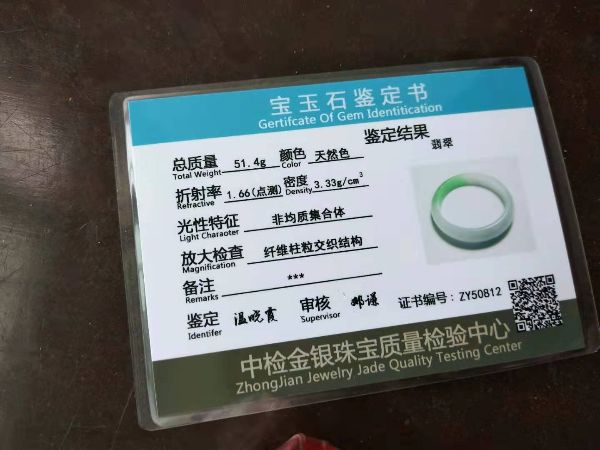 宝玉石鉴定书
Gertifcate Of Gem Identitication
鉴定结果
总质量 51.4g 颜色 天然色
Total Weight Color
翡翠
折射率 1.66(点测) 密度 3.33g/cm³
Refractive Density
光性特征 非均质集合体
Light Charaoter
放大检查 纤维柱粒交织结构
Magnification
备注 ***
Remarks
鉴定 温晓霞 审核
Identifer Supervisor
证书编号：ZY50812
中检金银珠宝质量检验中心
ZhongJian Jewelry Jade Quality Testing Center